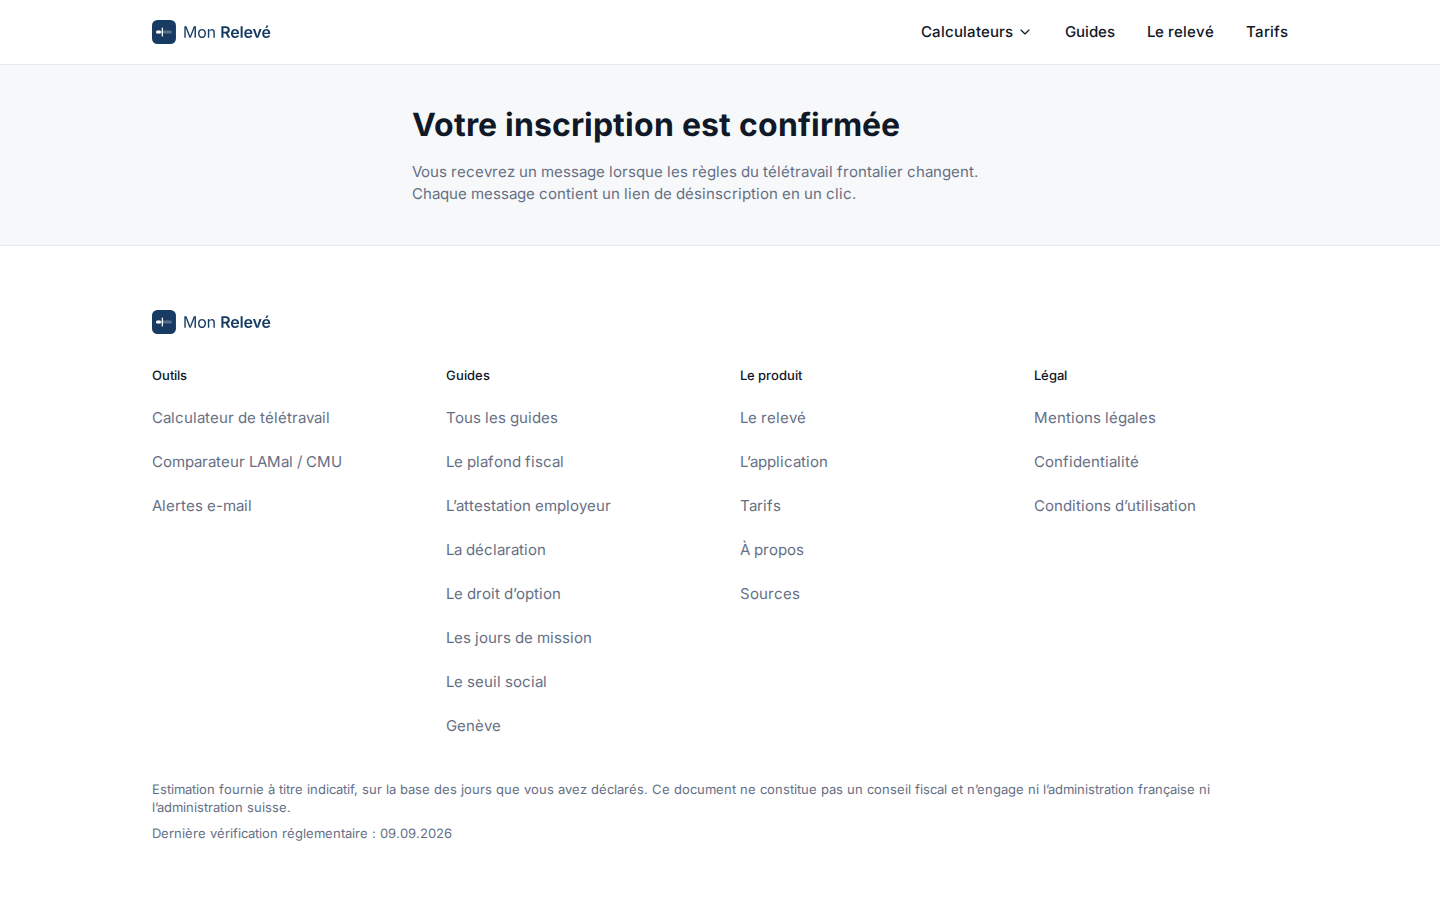 Mon Relevé
Calculateurs
Guides
Le relevé
Tarifs
Votre inscription est confirmée
Vous recevrez un message lorsque les règles du télétravail frontalier changent.
Chaque message contient un lien de désinscription en un clic.
Mon Relevé
Outils
Calculateur de télétravail
Comparateur LAMal / CMU
Alertes e-mail
Guides
Tous les guides
Le plafond fiscal
L’attestation employeur
La déclaration
Le droit d’option
Les jours de mission
Le seuil social
Genève
Le produit
Le relevé
L’application
Tarifs
À propos
Sources
Légal
Mentions légales
Confidentialité
Conditions d’utilisation
Estimation fournie à titre indicatif, sur la base des jours que vous avez déclarés. Ce document ne constitue pas un conseil fiscal et n’engage ni l’administration française ni
l’administration suisse.
Dernière vérification réglementaire : 09.09.2026